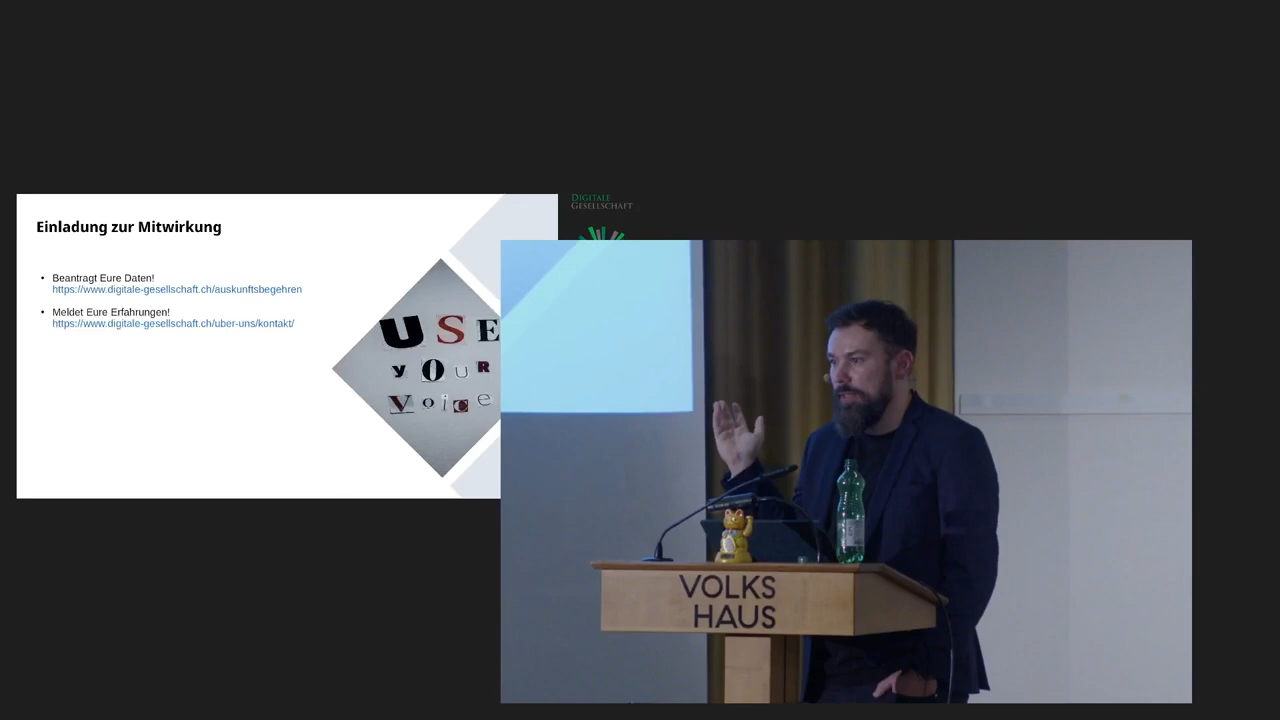 Einladung zur Mitwirkung
• Beantragt Eure Daten!
https://www.digitale-gesellschaft.ch/auskunftsbegehren
• Meldet Eure Erfahrungen!
https://www.digitale-gesellschaft.ch/uber-uns/kontakt/
USE
YOUR
Voice
DIGITALE
GESELLSCHAFT
VOLKS
HAUS